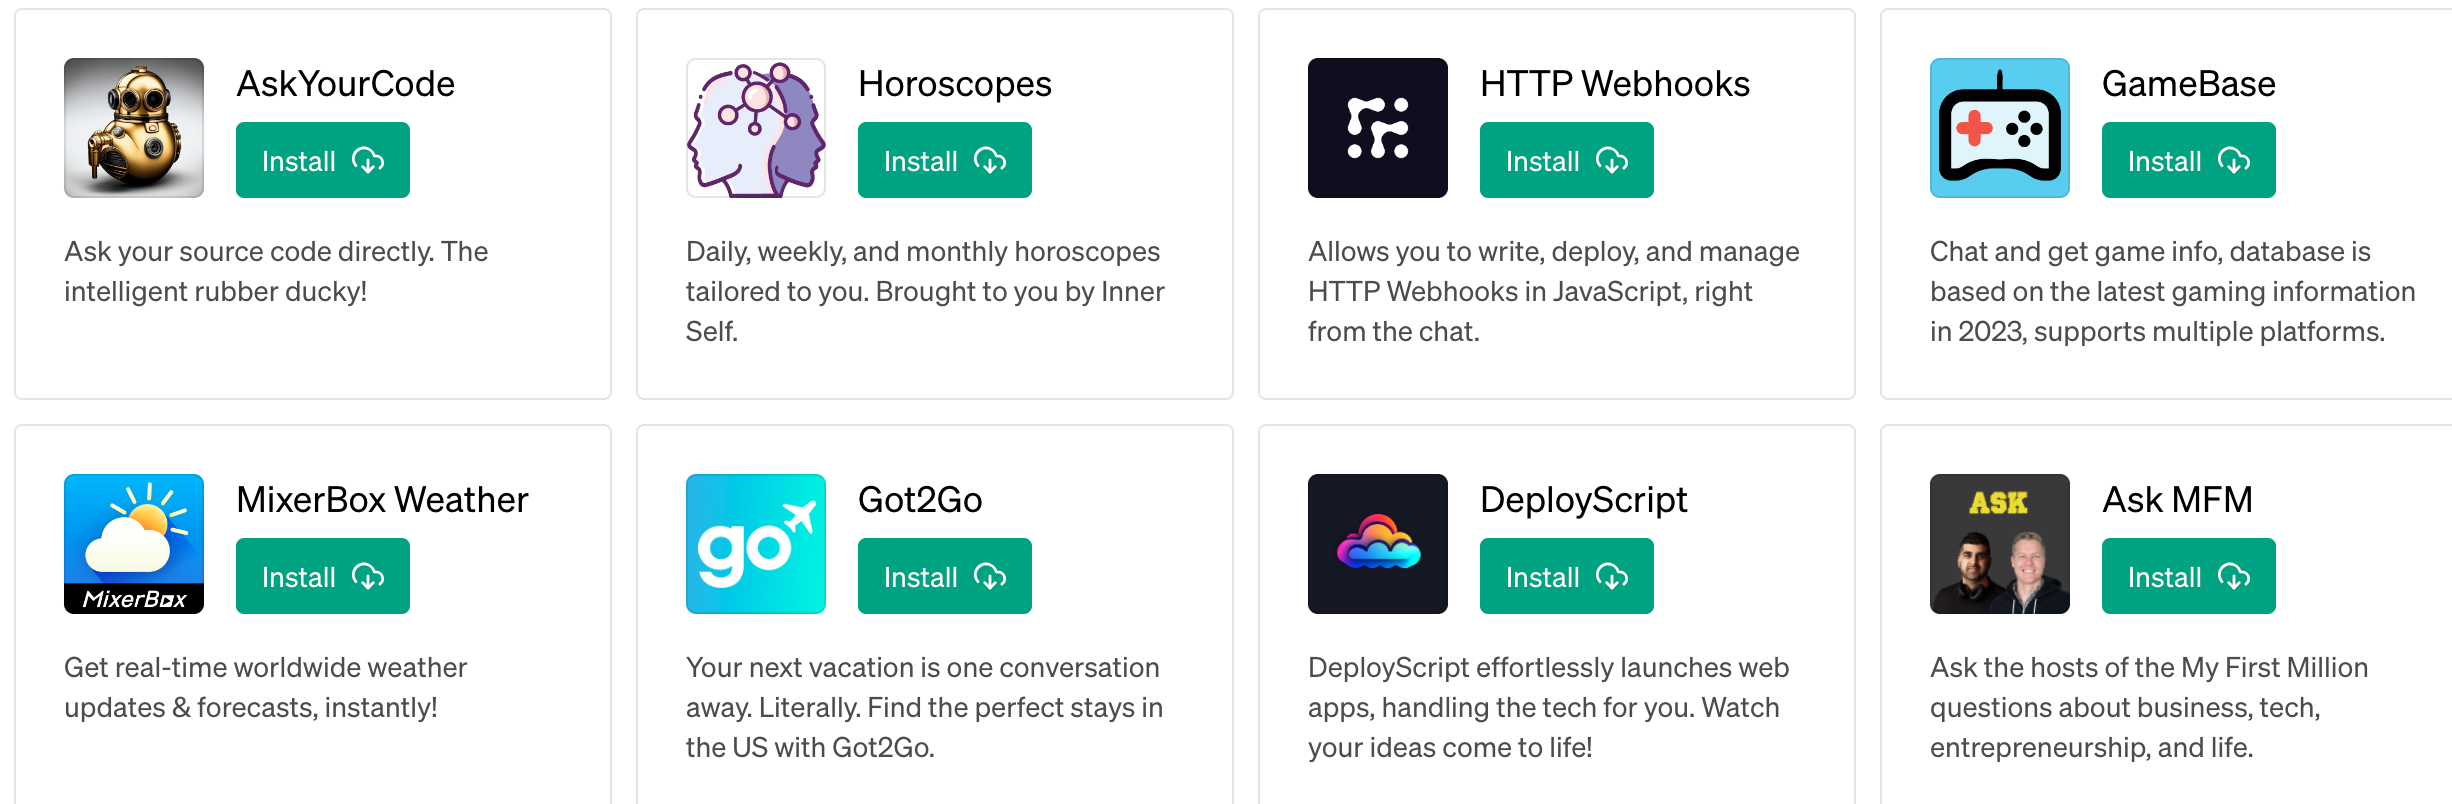 AskYourCode
Install
Ask your source code directly. The
intelligent rubber ducky!
Horoscopes
Install
Daily, weekly, and monthly horoscopes
tailored to you. Brought to you by Inner
Self.
HTTP Webhooks
Install
Allows you to write, deploy, and manage
HTTP Webhooks in JavaScript, right
from the chat.
GameBase
Install
Chat and get game info, database is
based on the latest gaming information
in 2023, supports multiple platforms.
MixerBox
MixerBox Weather
Install
Get real-time worldwide weather
updates & forecasts, instantly!
go
Got2Go
Install
Your next vacation is one conversation
away. Literally. Find the perfect stays in
the US with Got2Go.
DeployScript
Install
DeployScript effortlessly launches web
apps, handling the tech for you. Watch
your ideas come to life!
ASK
Ask MFM
Install
Ask the hosts of the My First Million
questions about business, tech,
entrepreneurship, and life.